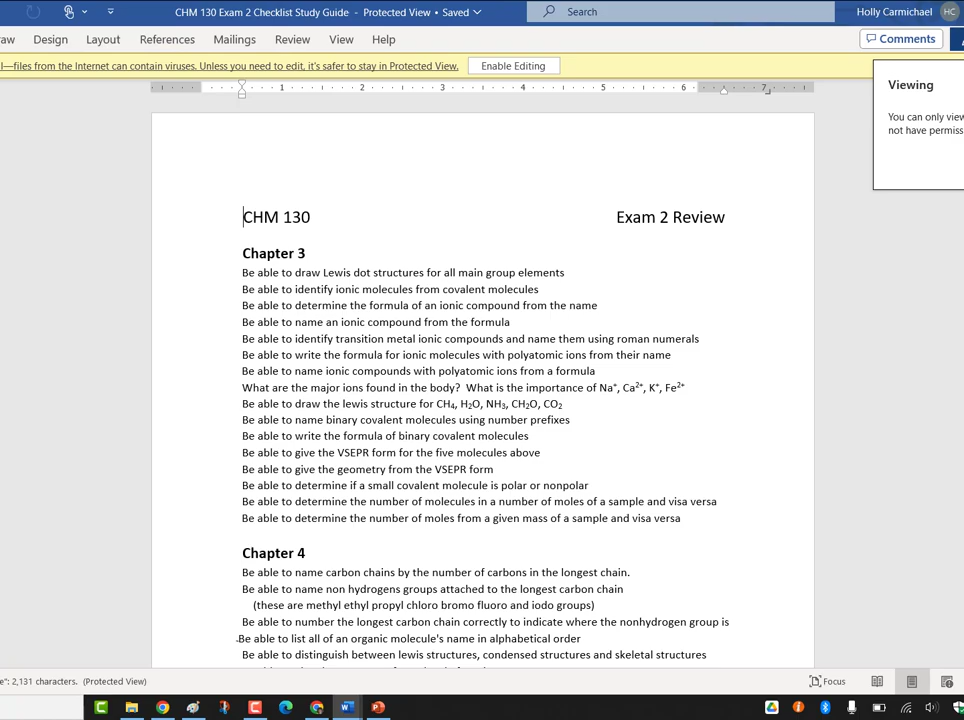 CHM 130 Exam 2 Checklist Study Guide - Protected View • Saved
Search
Holly Carmichael
HC
aw Design Layout References Mailings Review View Help
Comments
l—files from the Internet can contain viruses. Unless you need to edit, it's safer to stay in Protected View.
Enable Editing
1 2 3 4 5 6 7
Viewing
You can only view
not have permiss
CHM 130 Exam 2 Review
Chapter 3
Be able to draw Lewis dot structures for all main group elements
Be able to identify ionic molecules from covalent molecules
Be able to determine the formula of an ionic compound from the name
Be able to name an ionic compound from the formula
Be able to identify transition metal ionic compounds and name them using roman numerals
Be able to write the formula for ionic molecules with polyatomic ions from their name
Be able to name ionic compounds with polyatomic ions from a formula
What are the major ions found in the body? What is the importance of Na⁺, Ca²⁺, K⁺, Fe²⁺
Be able to draw the lewis structure for CH₄, H₂O, NH₃, CH₂O, CO₂
Be able to name binary covalent molecules using number prefixes
Be able to write the formula of binary covalent molecules
Be able to give the VSEPR form for the five molecules above
Be able to give the geometry from the VSEPR form
Be able to determine if a small covalent molecule is polar or nonpolar
Be able to determine the number of molecules in a number of moles of a sample and visa versa
Be able to determine the number of moles from a given mass of a sample and visa versa
Chapter 4
Be able to name carbon chains by the number of carbons in the longest chain.
Be able to name non hydrogens groups attached to the longest carbon chain
(these are methyl ethyl propyl chloro bromo fluoro and iodo groups)
Be able to number the longest carbon chain correctly to indicate where the nonhydrogen group is
Be able to list all of an organic molecule's name in alphabetical order
Be able to distinguish between lewis structures, condensed structures and skeletal structures
e": 2,131 characters. (Protected View)
Focus